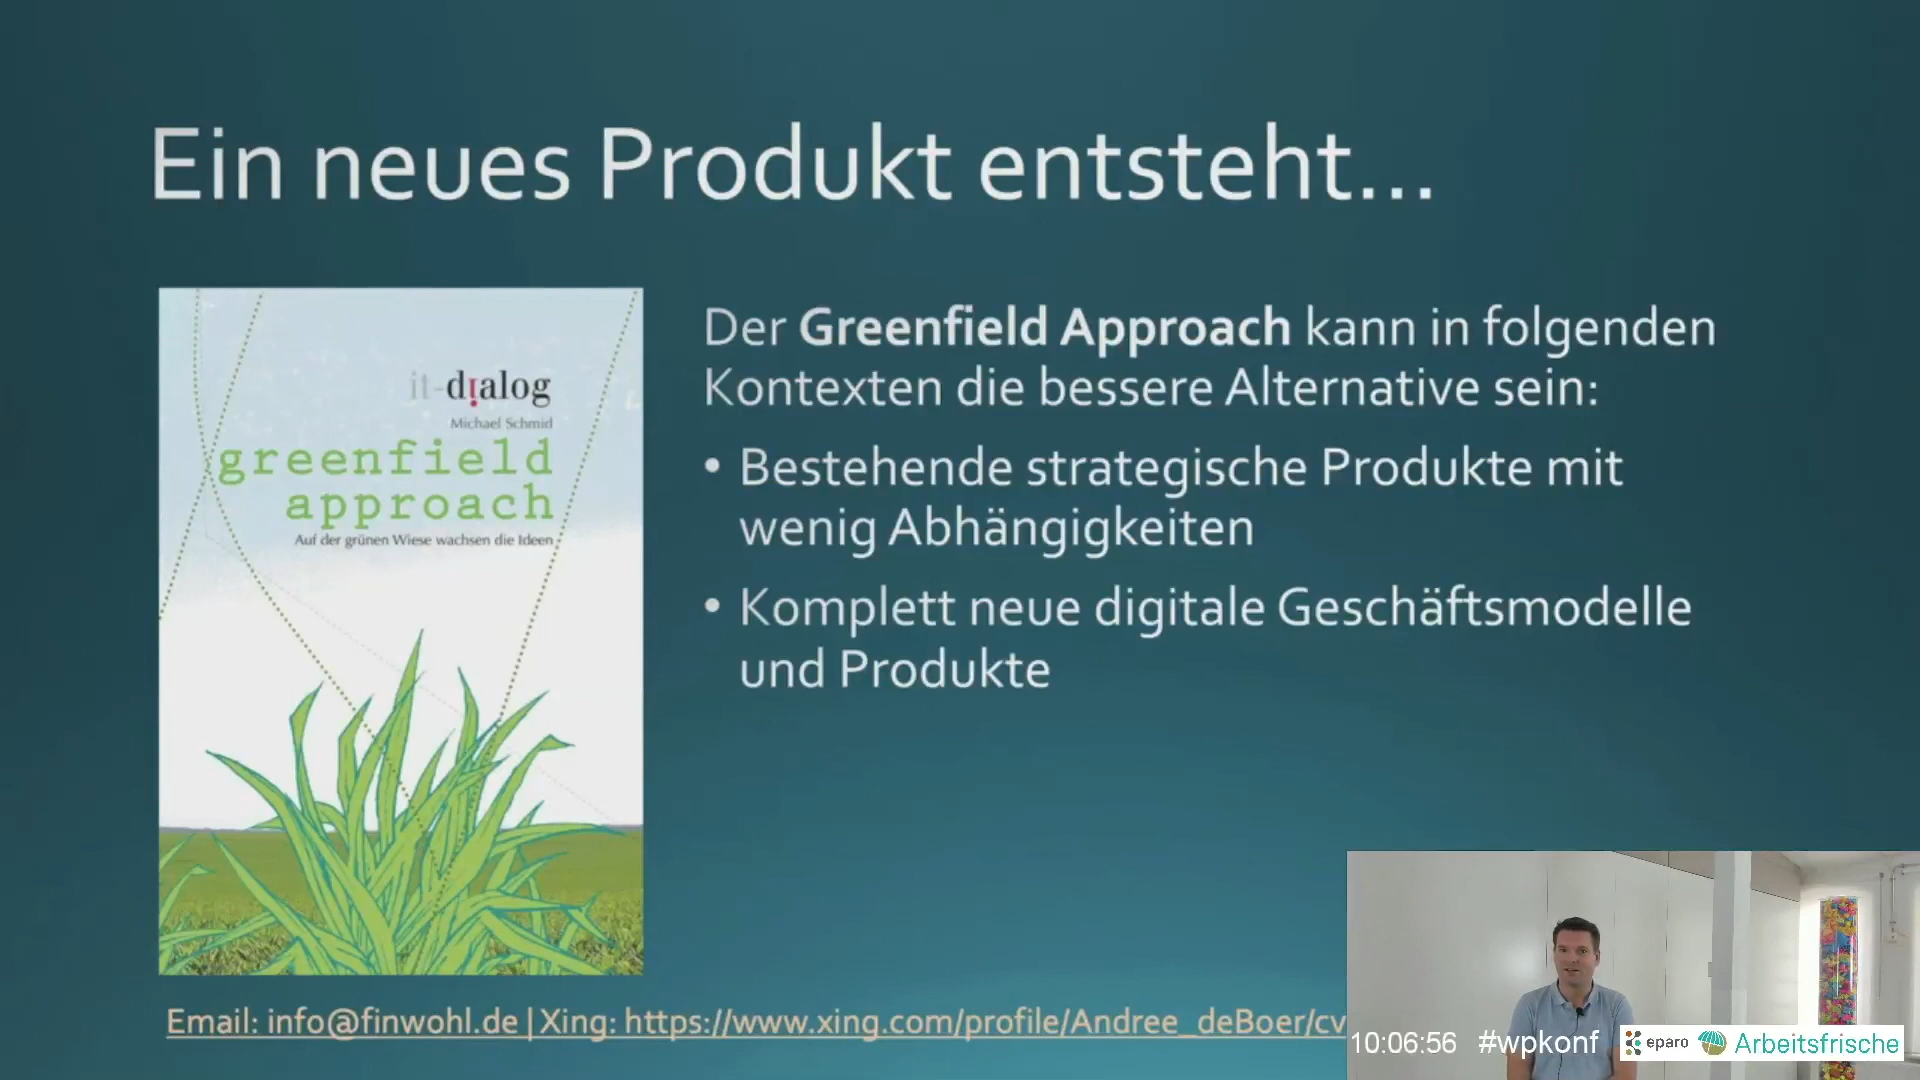 Ein neues Produkt entsteht...
it-dialog
Michael Schmid
greenfield
approach
Auf der grünen Wiese wachsen die Ideen
Der Greenfield Approach kann in folgenden
Kontexten die bessere Alternative sein:
• Bestehende strategische Produkte mit
wenig Abhängigkeiten
• Komplett neue digitale Geschäftsmodelle
und Produkte
Email: info@finwohl.de | Xing: https://www.xing.com/profile/Andree_deBoer/cv
10:06:56 #wpkonf eparo Arbeitsfrische